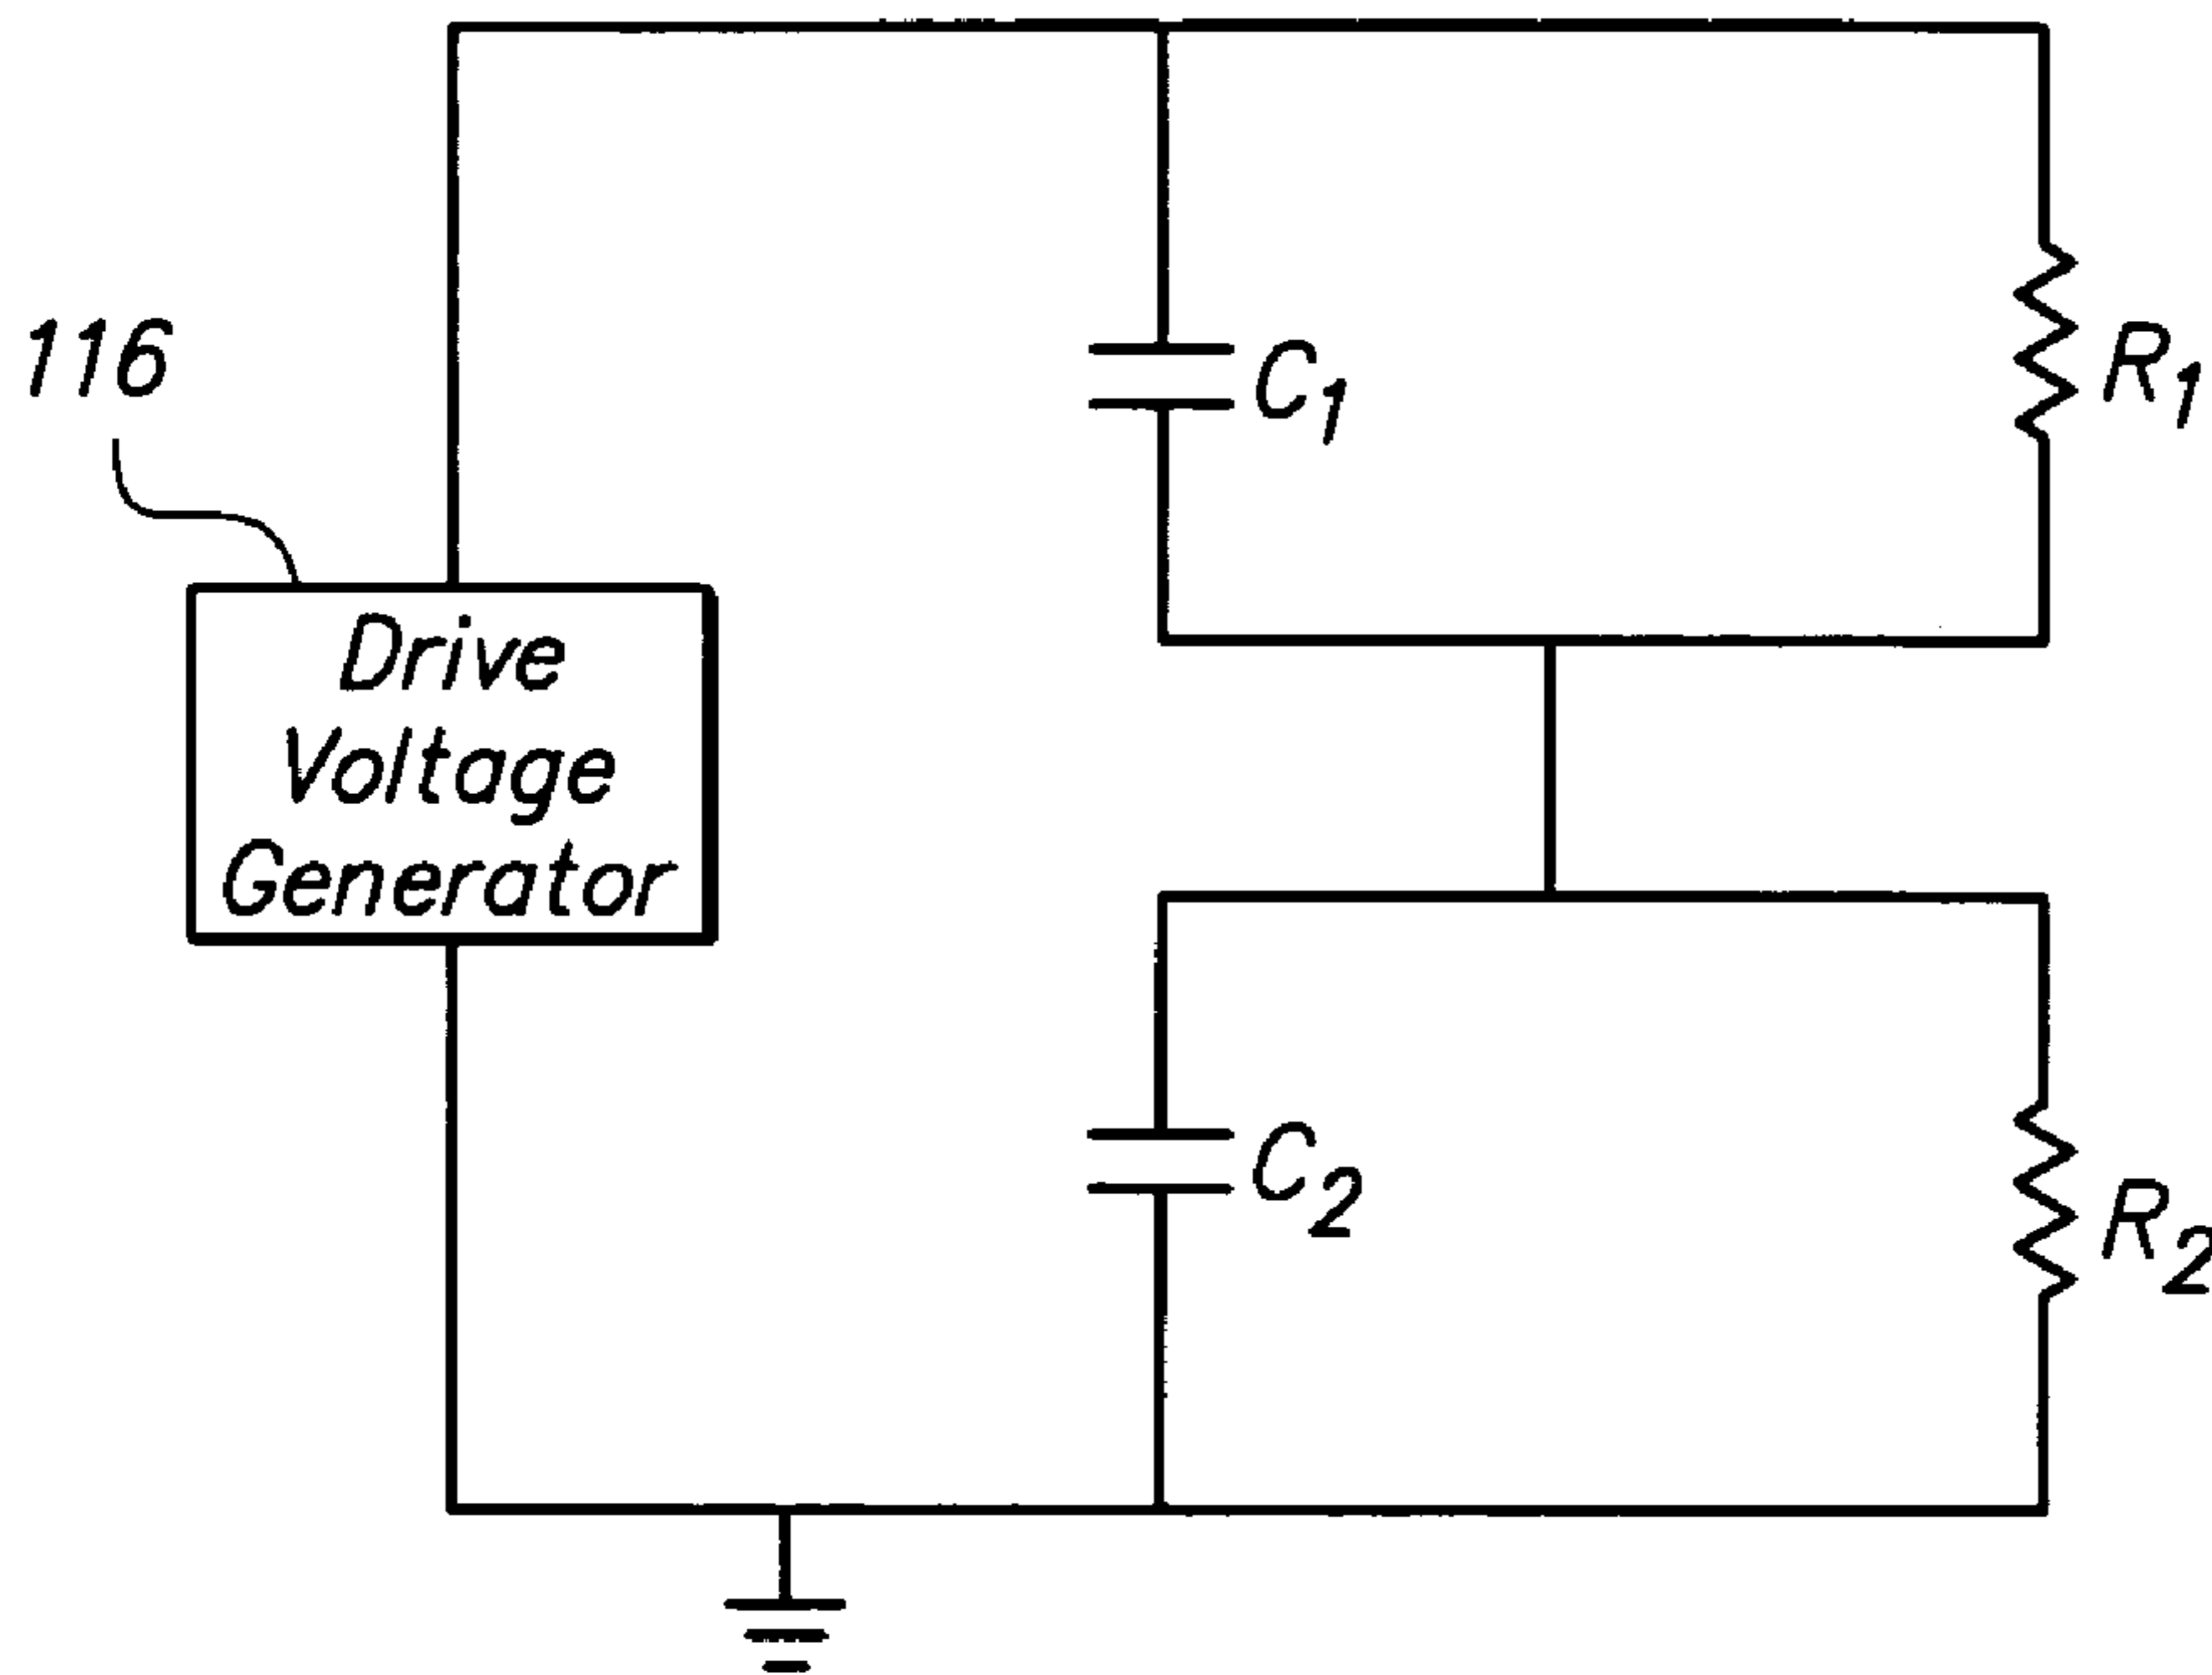 116
Drive
Voltage
Generator
C1
R1
C2
R2